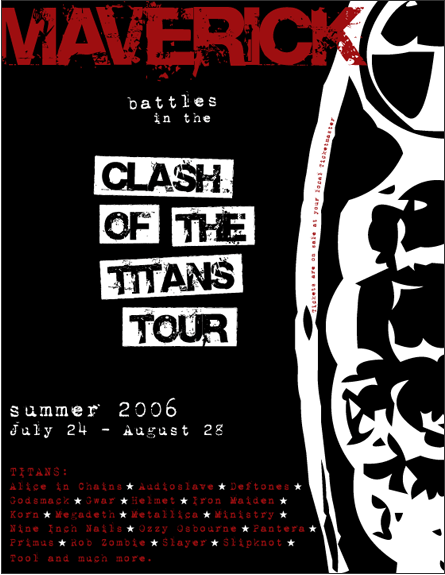 MAVERICK
battles
in the
CLASH
OF THE
TITANS
TOUR
Tickets are on sale at your local Ticketmaster
summer 2006
July 24 - August 28
TITANS:
Alice in Chains ★ Audioslave ★ Deftones ★
Godsmack ★ Gwar ★ Helmet ★ Iron Maiden ★
Korn ★ Megadeth ★ Metallica ★ Ministry ★
Nine Inch Nails ★ Ozzy Osbourne ★ Pantera ★
Primus ★ Rob Zombie ★ Slayer ★ Slipknot ★
Tool and much more.